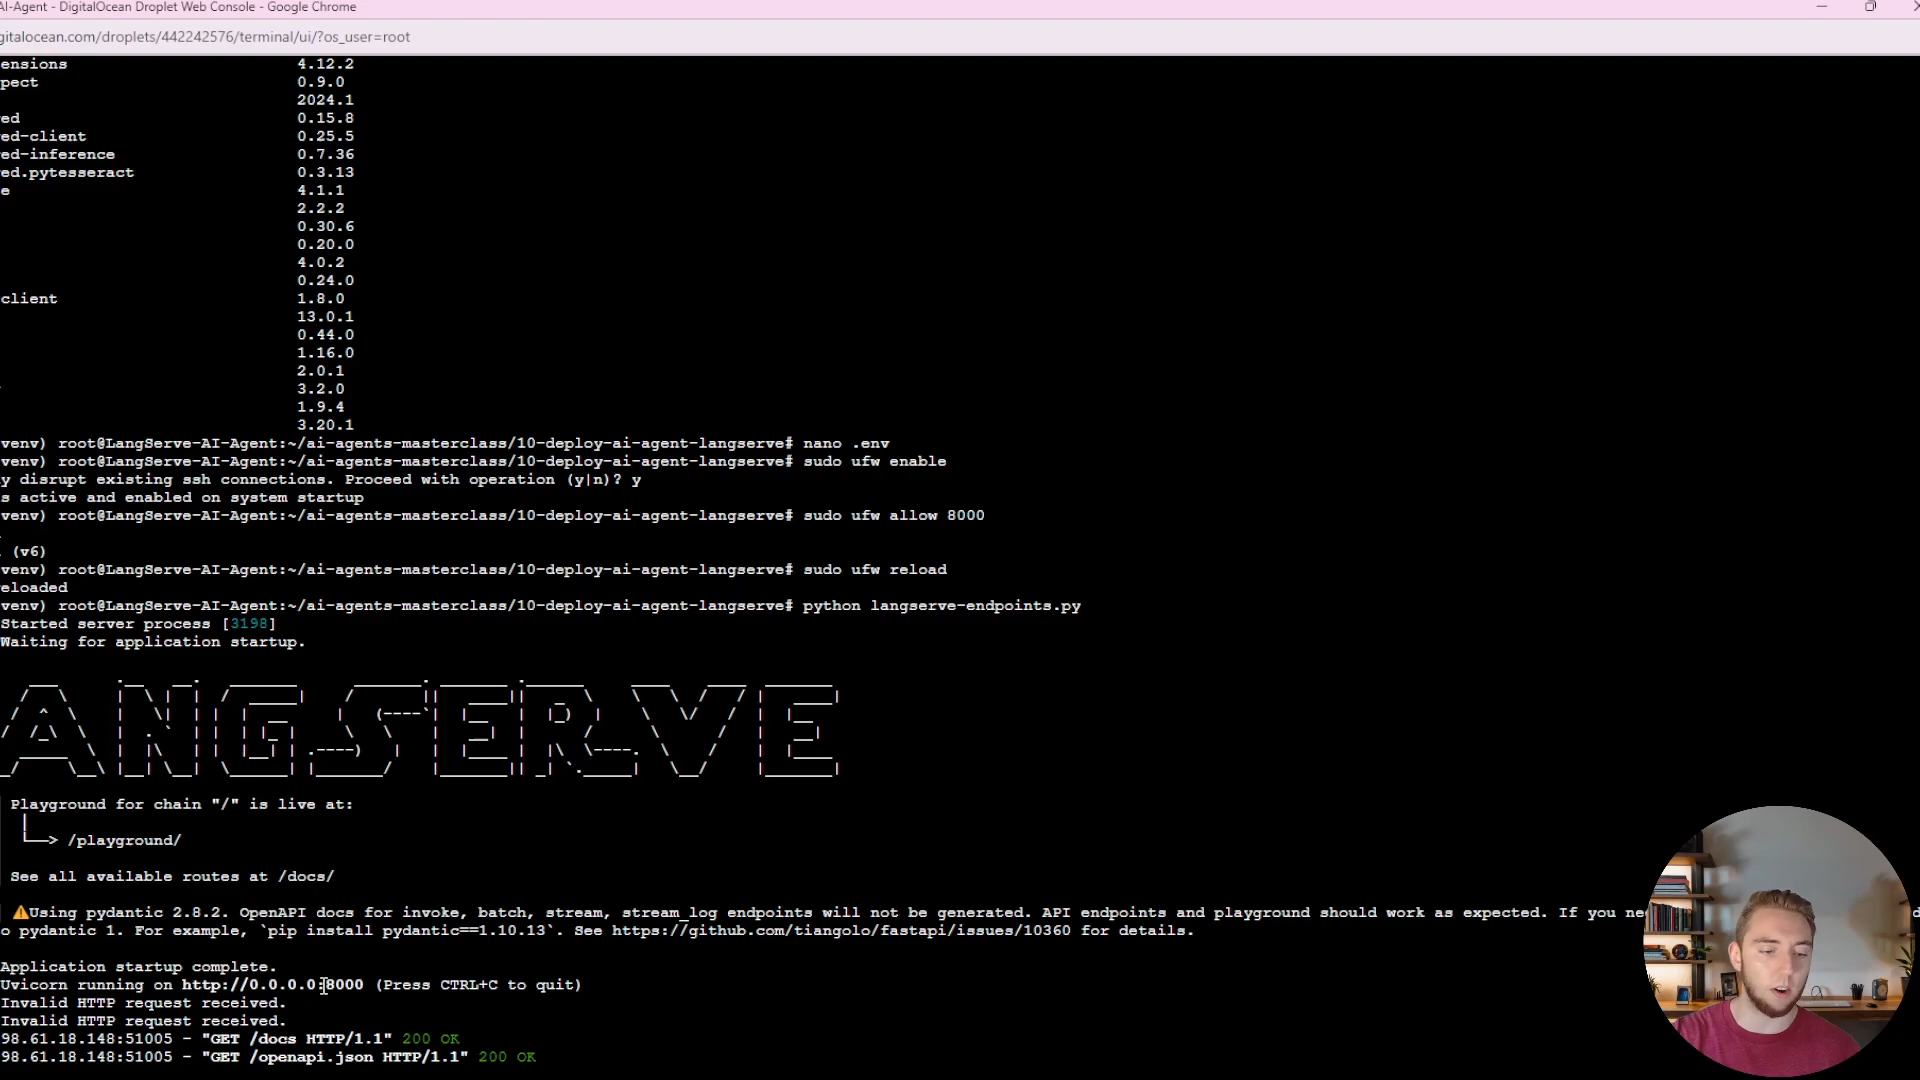 AI-Agent - DigitalOcean Droplet Web Console - Google Chrome
gitalocean.com/droplets/442242576/terminal/ui/?os_user=root
ensions 4.12.2
pect 0.9.0
2024.1
ed 0.15.8
ed-client 0.25.5
ed-inference 0.7.36
ed.pytesseract 0.3.13
e 4.1.1
2.2.2
0.30.6
0.20.0
4.0.2
0.24.0
client 1.8.0
13.0.1
0.44.0
1.16.0
2.0.1
3.2.0
1.9.4
3.20.1
venv) root@LangServe-AI-Agent:~/ai-agents-masterclass/10-deploy-ai-agent-langserve# nano .env
venv) root@LangServe-AI-Agent:~/ai-agents-masterclass/10-deploy-ai-agent-langserve# sudo ufw enable
y disrupt existing ssh connections. Proceed with operation (y|n)? y
s active and enabled on system startup
venv) root@LangServe-AI-Agent:~/ai-agents-masterclass/10-deploy-ai-agent-langserve# sudo ufw allow 8000
(v6)
venv) root@LangServe-AI-Agent:~/ai-agents-masterclass/10-deploy-ai-agent-langserve# sudo ufw reload
eloaded
venv) root@LangServe-AI-Agent:~/ai-agents-masterclass/10-deploy-ai-agent-langserve# python langserve-endpoints.py
Started server process [3198]
Waiting for application startup.
ANGSERVE
Playground for chain "/" is live at:
└──> /playground/
See all available routes at /docs/
⚠️Using pydantic 2.8.2. OpenAPI docs for invoke, batch, stream, stream_log endpoints will not be generated. API endpoints and playground should work as expected. If you ne
o pydantic 1. For example, `pip install pydantic==1.10.13`. See https://github.com/tiangolo/fastapi/issues/10360 for details.
Application startup complete.
Uvicorn running on http://0.0.0.0:8000 (Press CTRL+C to quit)
Invalid HTTP request received.
Invalid HTTP request received.
98.61.18.148:51005 - "GET /docs HTTP/1.1" 200 OK
98.61.18.148:51005 - "GET /openapi.json HTTP/1.1" 200 OK